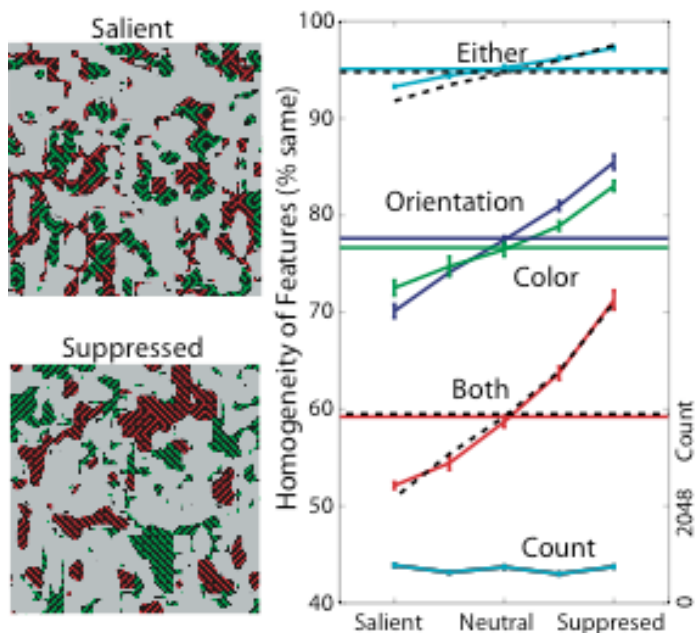 Salient
Suppressed
Homogeneity of Features (% same)
100
90
80
70
60
50
40
Either
Orientation
Color
Both
Count
Count
2048
0
Salient
Neutral
Suppresed